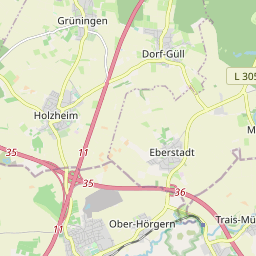 Grüningen
Dorf-Güll
L 305
Holzheim
35
11
Eberstadt
M
35
36
Ober-Hörgern
Trais-Mü
11